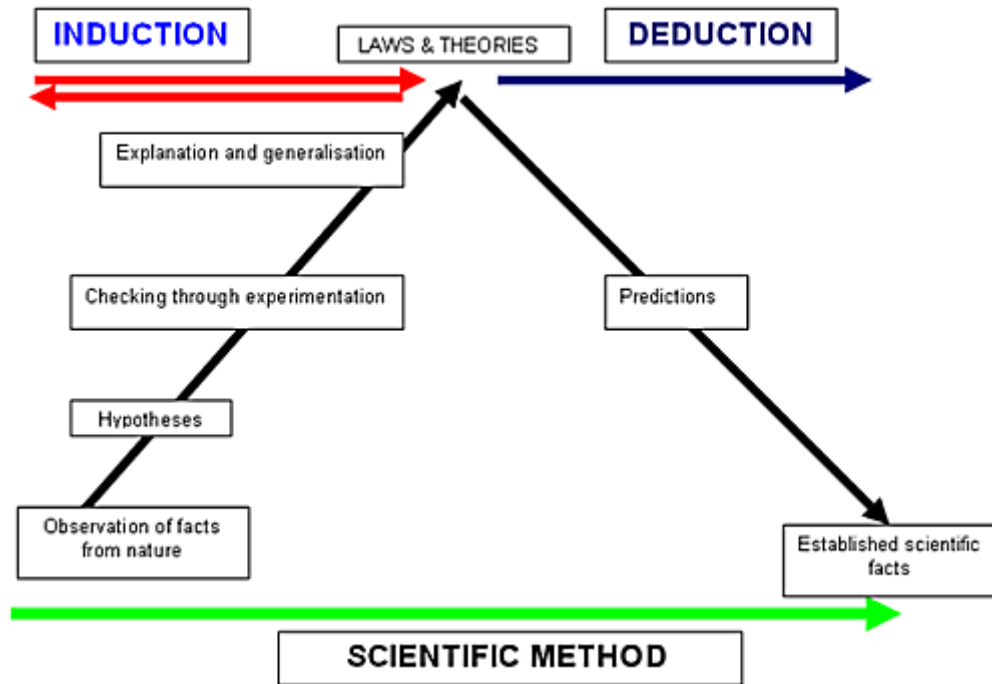 INDUCTION
LAWS & THEORIES
DEDUCTION
Explanation and generalisation
Checking through experimentation
Predictions
Hypotheses
Observation of facts
from nature
Established scientific
facts
SCIENTIFIC METHOD